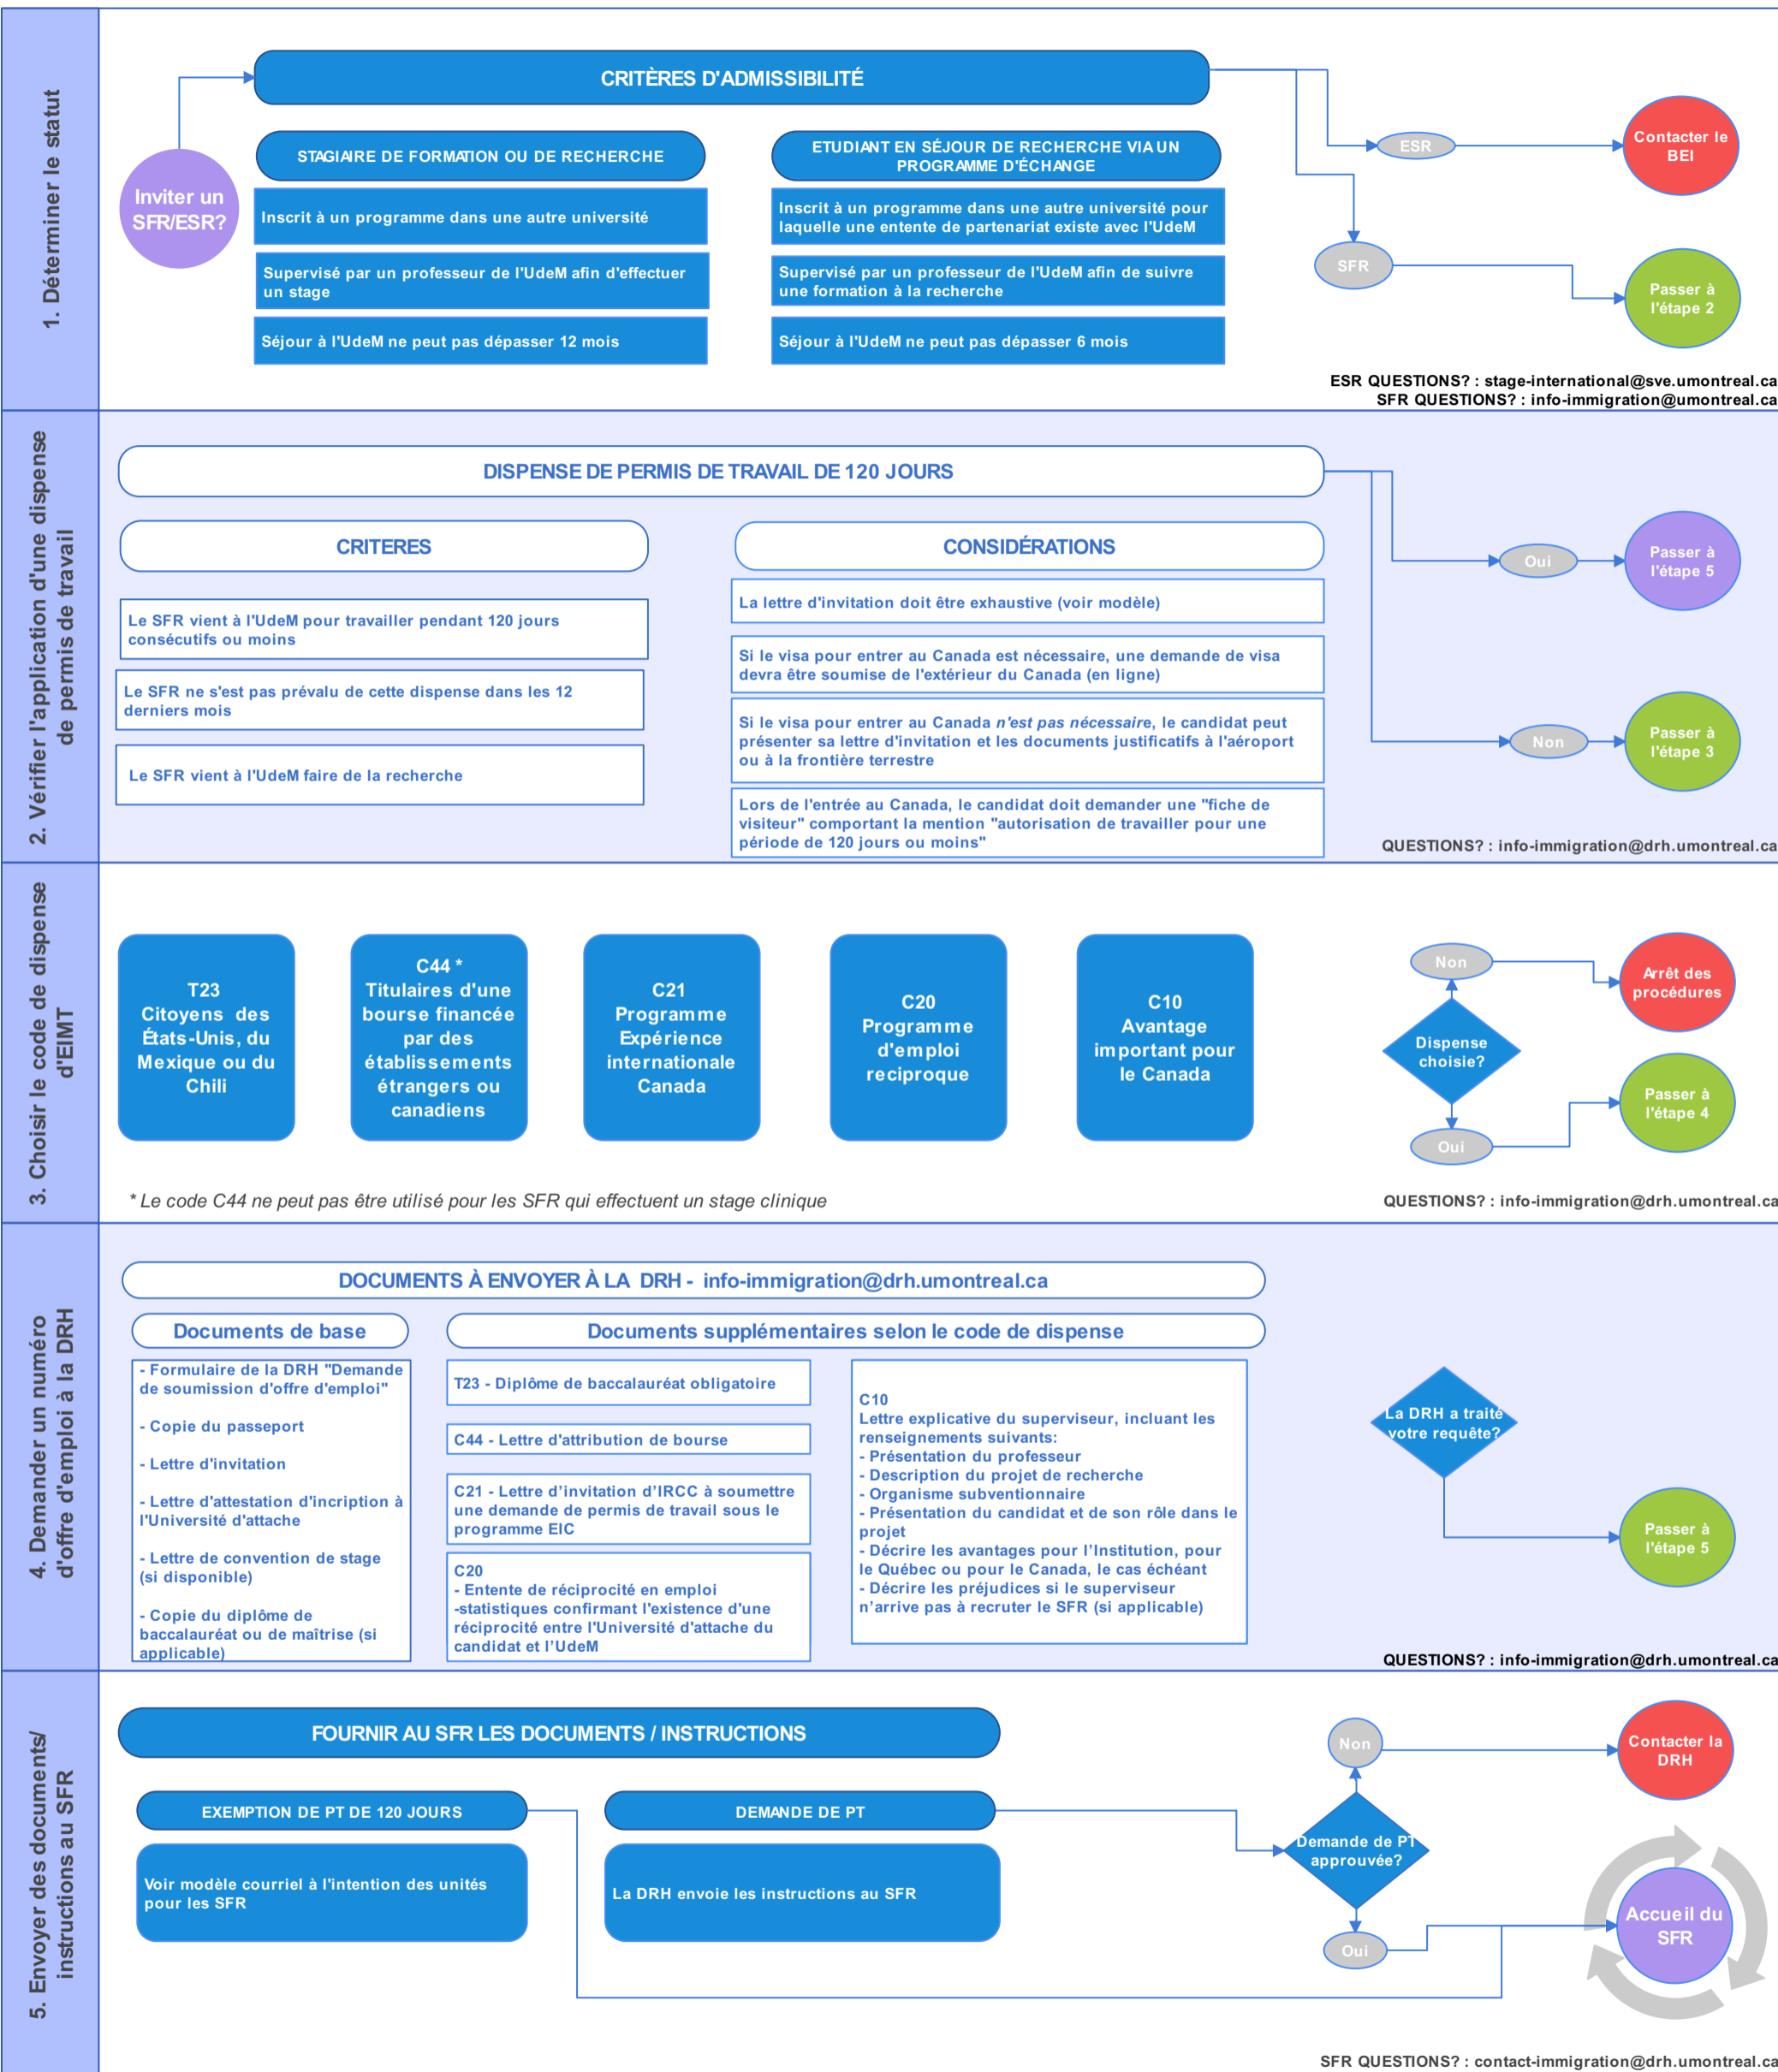 1. Déterminer le statut
Inviter un
SFR/ESR?
CRITÈRES D'ADMISSIBILITÉ
STAGIAIRE DE FORMATION OU DE RECHERCHE
Inscrit à un programme dans une autre université
Supervisé par un professeur de l'UdeM afin d'effectuer
un stage
Séjour à l'UdeM ne peut pas dépasser 12 mois
ETUDIANT EN SÉJOUR DE RECHERCHE VIA UN
PROGRAMME D'ÉCHANGE
Inscrit à un programme dans une autre université pour
laquelle une entente de partenariat existe avec l'UdeM
Supervisé par un professeur de l'UdeM afin de suivre
une formation à la recherche
Séjour à l'UdeM ne peut pas dépasser 6 mois
ESR
Contacter le
BEI
SFR
Passer à
l'étape 2
ESR QUESTIONS? : stage-international@sve.umontreal.ca
SFR QUESTIONS? : info-immigration@umontreal.ca
2. Vérifier l'application d'une dispense
de permis de travail
DISPENSE DE PERMIS DE TRAVAIL DE 120 JOURS
CRITERES
Le SFR vient à l'UdeM pour travailler pendant 120 jours
consécutifs ou moins
Le SFR ne s'est pas prévalu de cette dispense dans les 12
derniers mois
Le SFR vient à l'UdeM faire de la recherche
CONSIDÉRATIONS
La lettre d'invitation doit être exhaustive (voir modèle)
Si le visa pour entrer au Canada est nécessaire, une demande de visa
devra être soumise de l'extérieur du Canada (en ligne)
Si le visa pour entrer au Canada n'est pas nécessaire, le candidat peut
présenter sa lettre d'invitation et les documents justificatifs à l'aéroport
ou à la frontière terrestre
Lors de l'entrée au Canada, le candidat doit demander une "fiche de
visiteur" comportant la mention "autorisation de travailler pour une
période de 120 jours ou moins"
Oui
Passer à
l'étape 5
Non
Passer à
l'étape 3
QUESTIONS? : info-immigration@drh.umontreal.ca
3. Choisir le code de dispense
d'EIMT
T23
Citoyens des
États-Unis, du
Mexique ou du
Chili
C44 *
Titulaires d'une
bourse financée
par des
établissements
étrangers ou
canadiens
C21
Programme
Expérience
internationale
Canada
C20
Programme
d'emploi
reciproque
C10
Avantage
important pour
le Canada
Non
Arrêt des
procédures
Dispense
choisie?
Passer à
l'étape 4
Oui
* Le code C44 ne peut pas être utilisé pour les SFR qui effectuent un stage clinique
QUESTIONS? : info-immigration@drh.umontreal.ca
4. Demander un numéro
d'offre d'emploi à la DRH
DOCUMENTS À ENVOYER À LA DRH - info-immigration@drh.umontreal.ca
Documents de base
- Formulaire de la DRH "Demande
de soumission d'offre d'emploi"
- Copie du passeport
- Lettre d'invitation
- Lettre d'attestation d'incription à
l'Université d'attache
- Lettre de convention de stage
(si disponible)
- Copie du diplôme de
baccalauréat ou de maîtrise (si
applicable)
Documents supplémentaires selon le code de dispense
T23 - Diplôme de baccalauréat obligatoire
C44 - Lettre d'attribution de bourse
C21 - Lettre d’invitation d’IRCC à soumettre
une demande de permis de travail sous le
programme EIC
C20
- Entente de réciprocité en emploi
-statistiques confirmant l'existence d'une
réciprocité entre l'Université d'attache du
candidat et l’UdeM
C10
Lettre explicative du superviseur, incluant les
renseignements suivants:
- Présentation du professeur
- Description du projet de recherche
- Organisme subventionnaire
- Présentation du candidat et de son rôle dans le
projet
- Décrire les avantages pour l’Institution, pour
le Québec ou pour le Canada, le cas échéant
- Décrire les préjudices si le superviseur
n’arrive pas à recruter le SFR (si applicable)
La DRH a traité
votre requête?
Passer à
l'étape 5
QUESTIONS? : info-immigration@drh.umontreal.ca
5. Envoyer des documents/
instructions au SFR
FOURNIR AU SFR LES DOCUMENTS / INSTRUCTIONS
EXEMPTION DE PT DE 120 JOURS
Voir modèle courriel à l'intention des unités
pour les SFR
DEMANDE DE PT
La DRH envoie les instructions au SFR
Non
Contacter la
DRH
Demande de PT
approuvée?
Oui
Accueil du
SFR
SFR QUESTIONS? : contact-immigration@drh.umontreal.ca